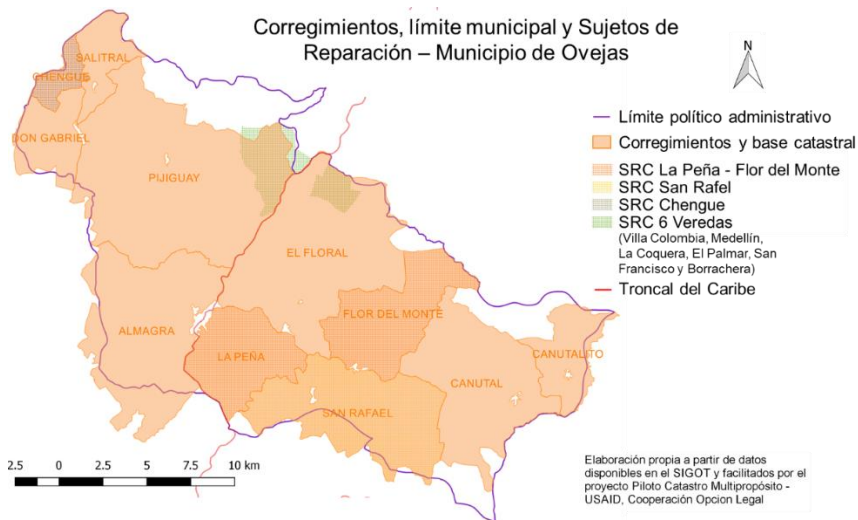 Corregimientos, límite municipal y Sujetos de
Reparación – Municipio de Ovejas
N
SALITRAL
CHENGUE
DON GABRIEL
PIJIGUAY
EL FLORAL
ALMAGRA
FLOR DEL MONTE
LA PEÑA
CANUTALITO
CANUTAL
SAN RAFAEL
Límite político administrativo
Corregimientos y base catastral
SRC La Peña - Flor del Monte
SRC San Rafel
SRC Chengue
SRC 6 Veredas
(Villa Colombia, Medellín,
La Coquera, El Palmar, San
Francisco y Borrachera)
Troncal del Caribe
2.5 0 2.5 5 7.5 10 km
Elaboración propia a partir de datos
disponibles en el SIGOT y facilitados por el
proyecto Piloto Catastro Multipropósito -
USAID, Cooperación Opcion Legal